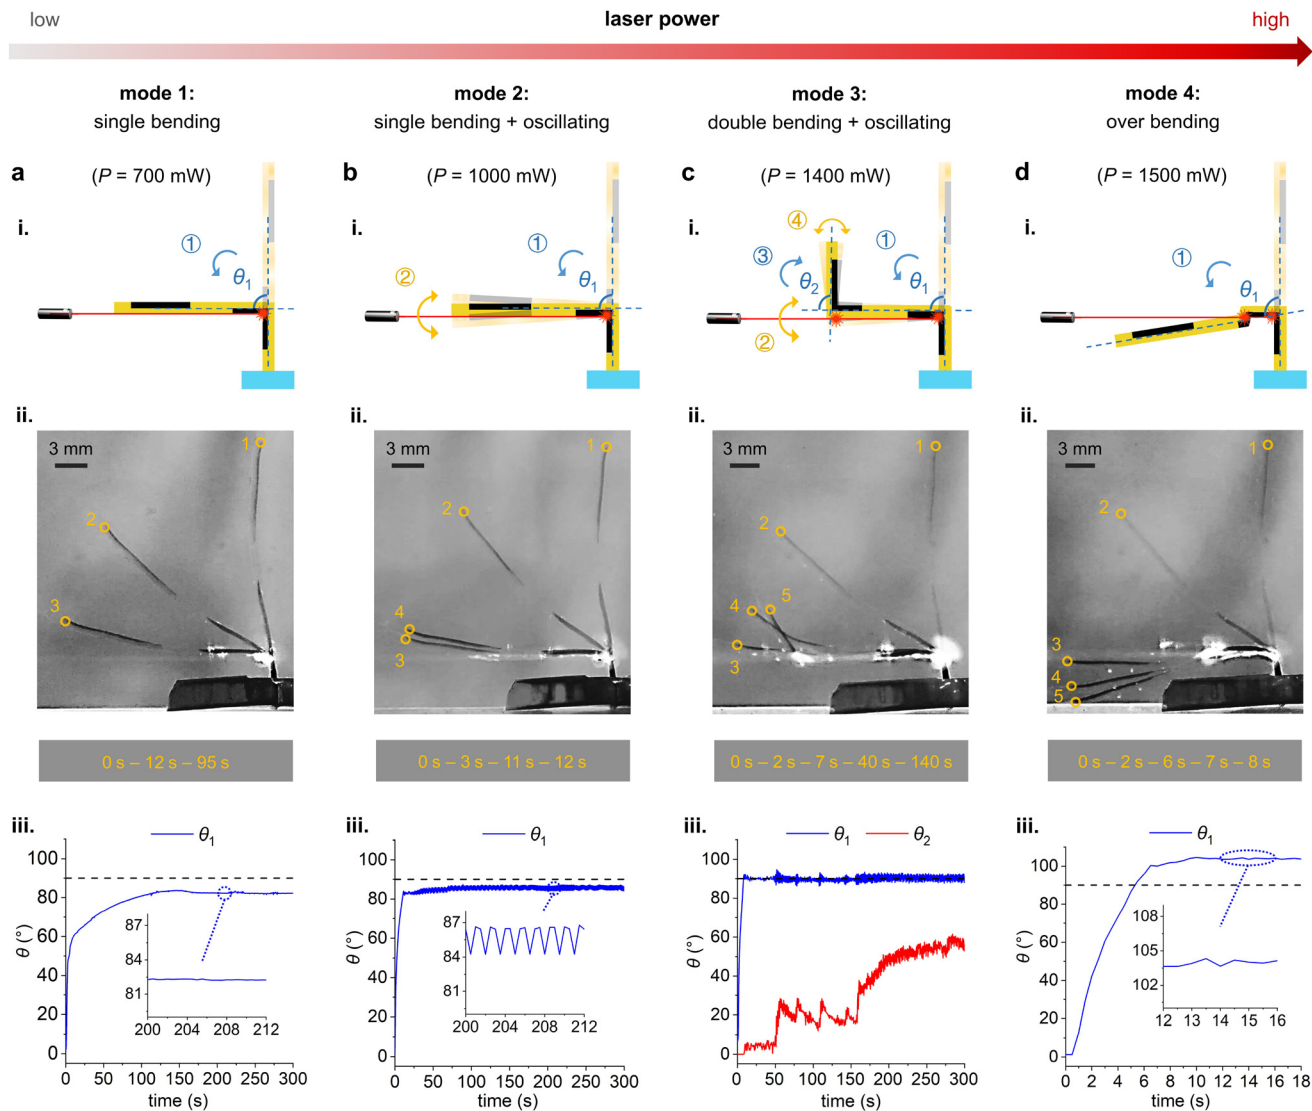 low
laser power
high
mode 1:
single bending
mode 2:
single bending + oscillating
mode 3:
double bending + oscillating
mode 4:
over bending
a
(P = 700 mW)
b
(P = 1000 mW)
c
(P = 1400 mW)
d
(P = 1500 mW)
i.
①
θ1
i.
①
②
θ1
i.
④
①
③
θ2
θ1
②
i.
①
θ1
ii.
3 mm
1
2
3
ii.
3 mm
1
2
4
3
ii.
3 mm
1
2
4
5
3
ii.
3 mm
1
2
3
4
5
0 s – 12 s – 95 s
0 s – 3 s – 11 s – 12 s
0 s – 2 s – 7 s – 40 s – 140 s
0 s – 2 s – 6 s – 7 s – 8 s
iii.
θ1
100
80
60
40
20
0
θ (°)
87
84
81
200 204 208 212
0 50 100 150 200 250 300
time (s)
iii.
θ1
100
80
60
40
20
0
θ (°)
87
84
81
200 204 208 212
0 50 100 150 200 250 300
time (s)
iii.
θ1 θ2
100
80
60
40
20
0
θ (°)
0 50 100 150 200 250 300
time (s)
iii.
θ1
100
80
60
40
20
0
θ (°)
108
105
102
12 13 14 15 16
0 2 4 6 8 10 12 14 16 18
time (s)